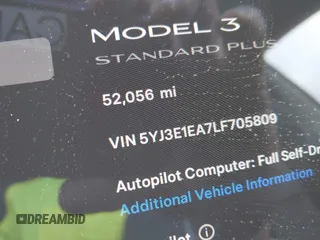 MODEL 3
STANDARD PLUS
52,056 mi
VIN 5YJ3E1EA7LF705809
Autopilot Computer: Full Self-Dr
Additional Vehicle Information
DREAMBID